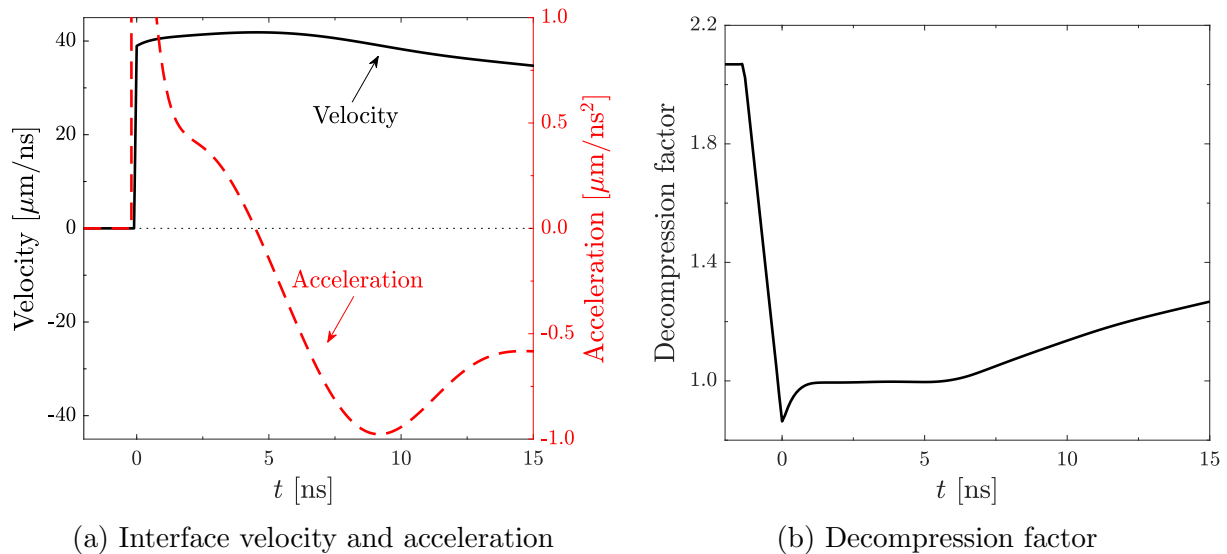 40
20
0
-20
-40
Velocity [μm/ns]
1.0
0.5
0.0
-0.5
-1.0
Acceleration [μm/ns²]
Velocity
Acceleration
0
5
10
15
t [ns]
(a) Interface velocity and acceleration
2.2
1.8
1.4
1.0
Decompression factor
0
5
10
15
t [ns]
(b) Decompression factor